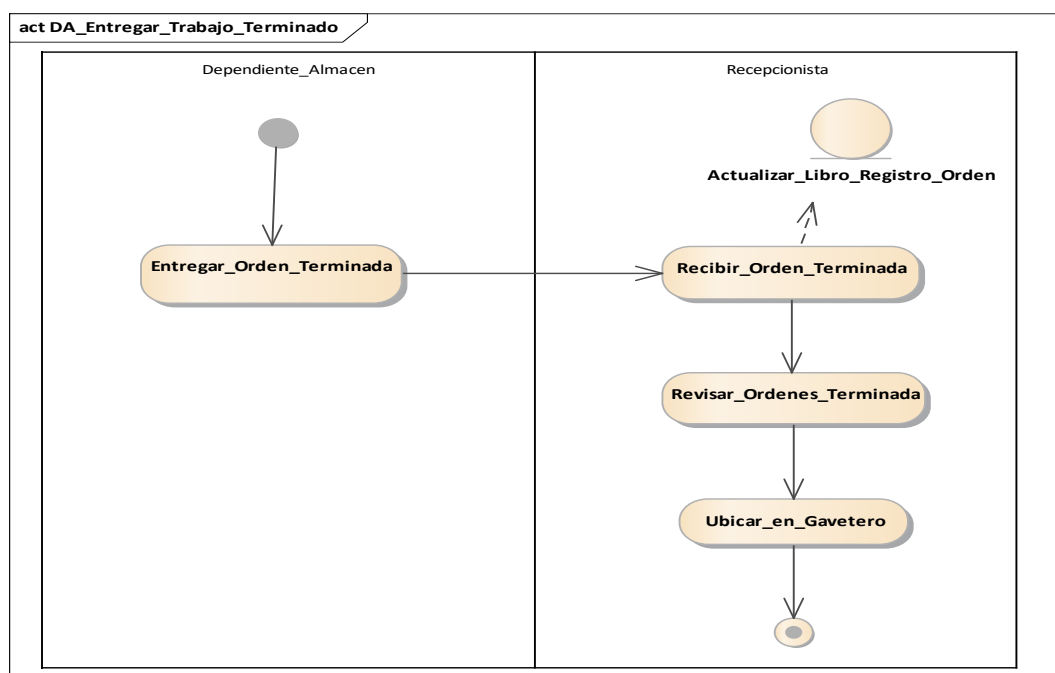 act DA_Entregar_Trabajo_Terminado
Dependiente_Almacen
Recepcionista
Actualizar_Libro_Registro_Orden
Entregar_Orden_Terminada
Recibir_Orden_Terminada
Revisar_Ordenes_Terminada
Ubicar_en_Gavetero